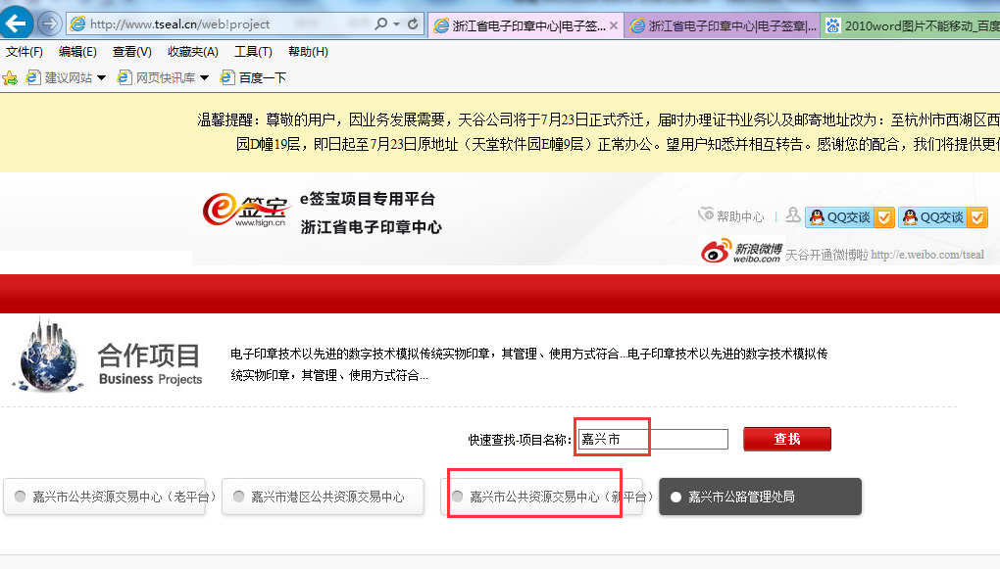 http://www.tseal.cn/web!project
浙江省电子印章中心|电子签...
浙江省电子印章中心|电子签章|...
2010word图片不能移动_百度
文件(F) 编辑(E) 查看(V) 收藏夹(A) 工具(T) 帮助(H)
建议网站 网页快讯库 百度一下
温馨提醒：尊敬的用户，因业务发展需要，天谷公司将于7月23日正式乔迁，届时办理证书业务以及邮寄地址改为：至杭州市西湖区西
园D幢19层，即日起至7月23日原地址（天堂软件园E幢9层）正常办公。望用户知悉并相互转告。感谢您的配合，我们将提供更
e签宝 www.tsign.cn
e签宝项目专用平台
浙江省电子印章中心
帮助中心 | QQ交谈 QQ交谈
新浪微博 weibo.com 天谷开通微博啦 http://e.weibo.com/tseal
合作项目
Business Projects
电子印章技术以先进的数字技术模拟传统实物印章，其管理、使用方式符合...电子印章技术以先进的数字技术模拟传
统实物印章，其管理、使用方式符合...
快速查找-项目名称： 嘉兴市 查找
嘉兴市公共资源交易中心（老平台） 嘉兴市港区公共资源交易中心 嘉兴市公共资源交易中心（新平台） 嘉兴市公路管理处局